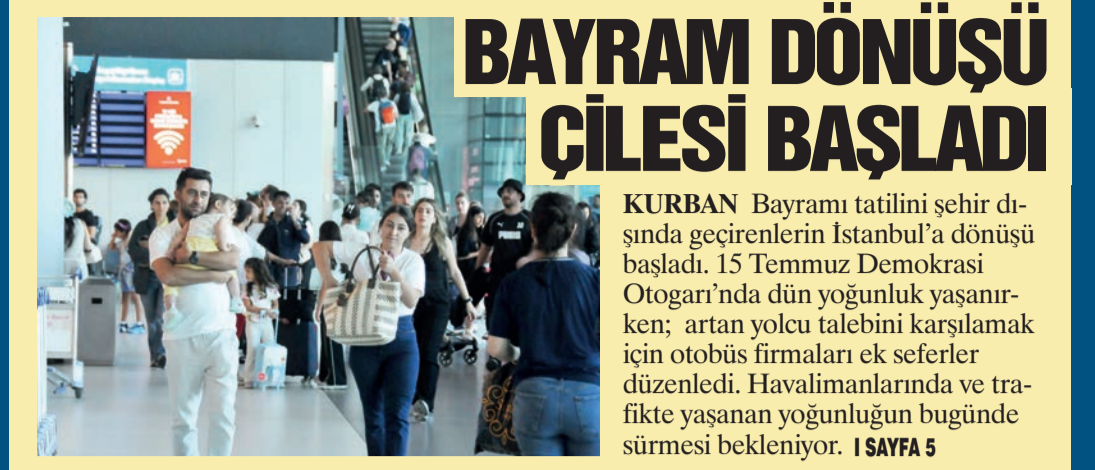 BAYRAM DÖNÜŞÜ
ÇİLESİ BAŞLADI
KURBAN Bayramı tatilini şehir dı-
şında geçirenlerin İstanbul’a dönüşü
başladı. 15 Temmuz Demokrasi
Otogarı’nda dün yoğunluk yaşanır-
ken; artan yolcu talebini karşılamak
için otobüs firmaları ek seferler
düzenledi. Havalimanlarında ve tra-
fikte yaşanan yoğunluğun bugünde
sürmesi bekleniyor. I SAYFA 5
PUMA